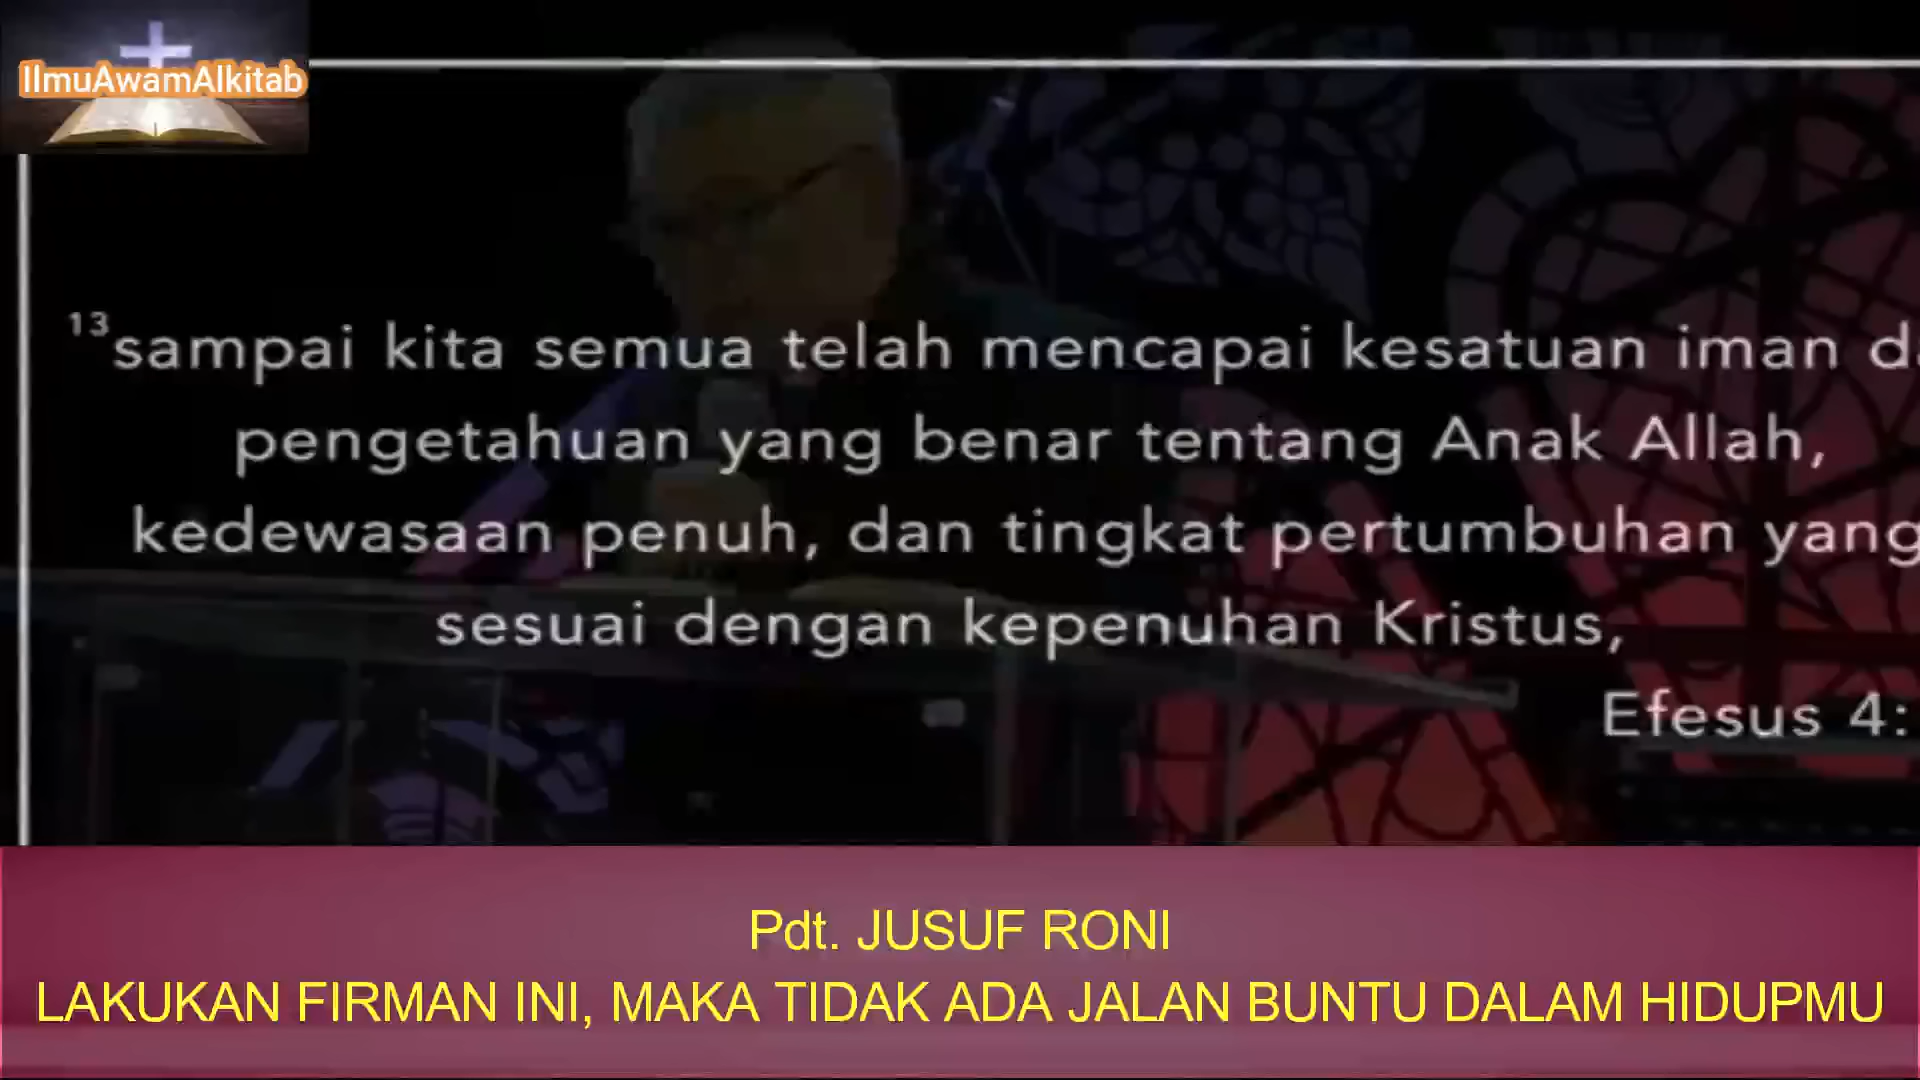 IlmuAwamAlkitab
13sampai kita semua telah mencapai kesatuan iman
pengetahuan yang benar tentang Anak Allah,
kedewasaan penuh, dan tingkat pertumbuhan yang
sesuai dengan kepenuhan Kristus,
Efesus 4:
Pdt. JUSUF RONI
LAKUKAN FIRMAN INI, MAKA TIDAK ADA JALAN BUNTU DALAM HIDUPMU